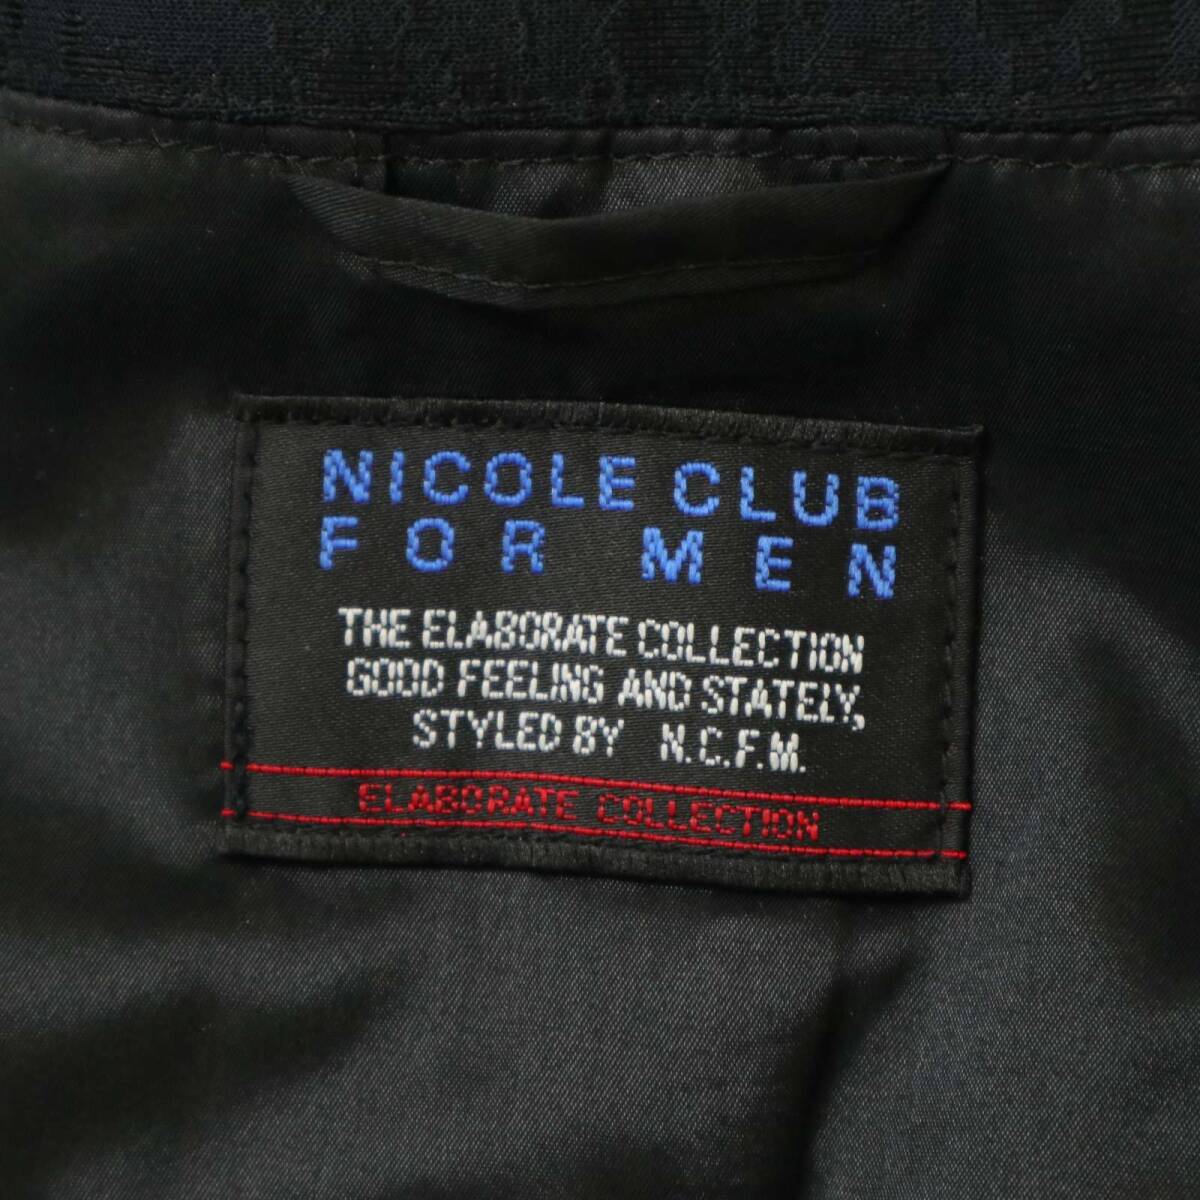 NICOLE CLUB
FOR MEN
THE ELABORATE COLLECTION
GOOD FEELING AND STATELY,
STYLED BY N.C.F.M.
ELABORATE COLLECTION